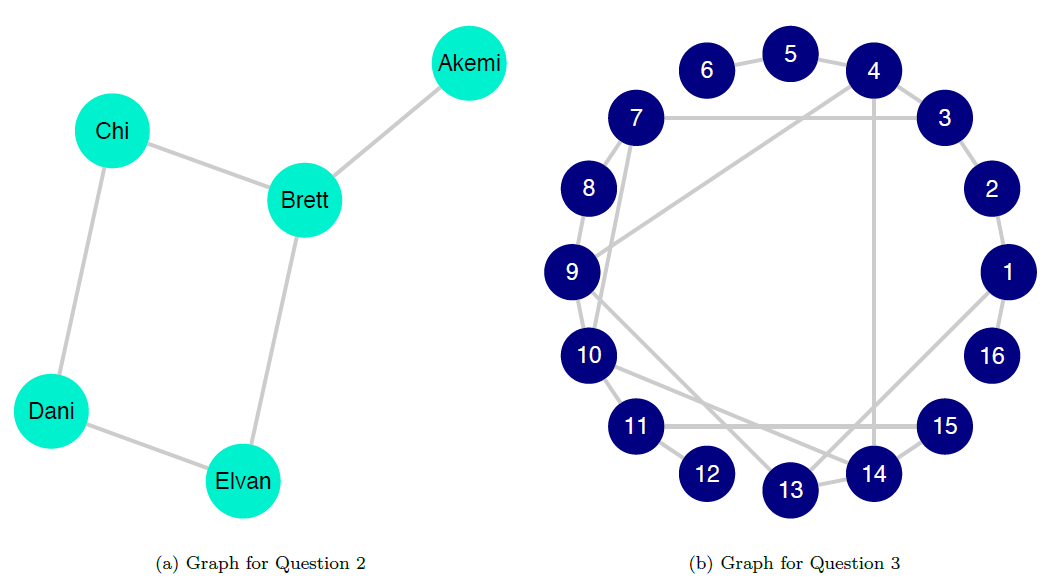 Akemi
Chi
Brett
Dani
Elvan
(a) Graph for Question 2
5
6
4
7
3
8
2
9
1
10
16
11
15
12
14
13
(b) Graph for Question 3